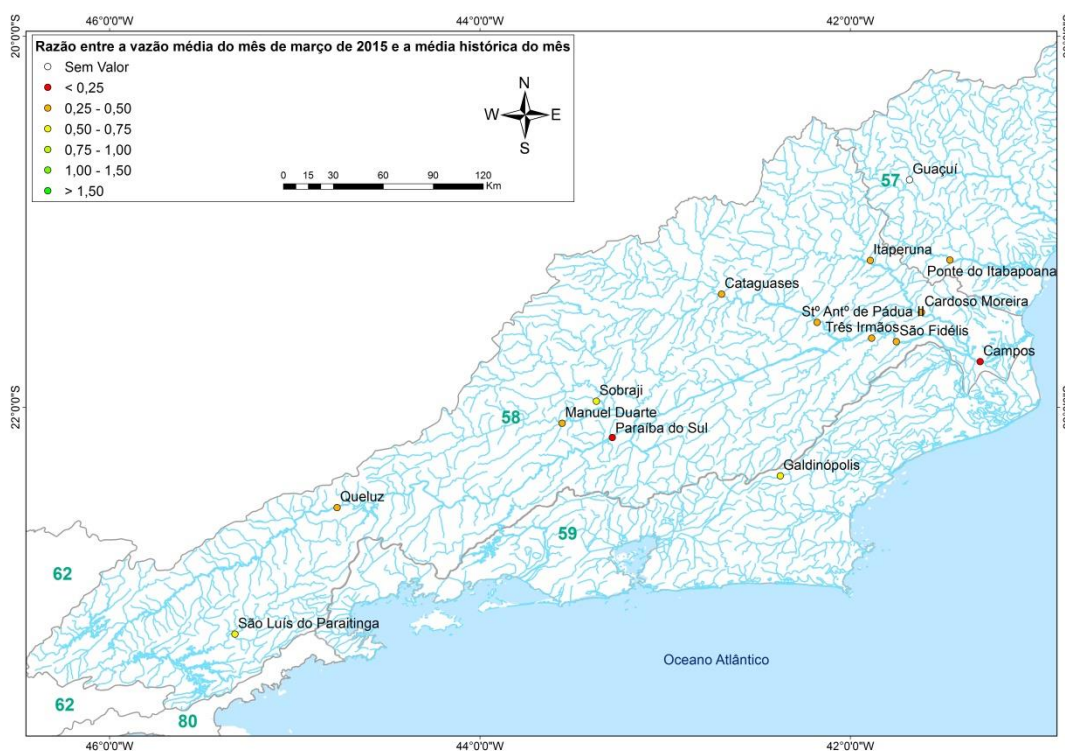 46°0'0"W 44°0'0"W 42°0'0"W
20°0'0"S
Razão entre a vazão média do mês de março de 2015 e a média histórica do mês
Sem Valor
< 0,25
0,25 - 0,50
0,50 - 0,75
0,75 - 1,00
1,00 - 1,50
> 1,50
N
W E
S
0 15 30 60 90 120
Km
57
Guaçuí
Itaperuna
Ponte do Itabapoana
Cataguases
Cardoso Moreira
Stº Antº de Pádua II
Três Irmãos
São Fidélis
Campos
Sobraji
22°0'0"S
58
Manuel Duarte
Paraíba do Sul
Galdinópolis
Queluz
59
62
São Luís do Paraitinga
Oceano Atlântico
62
80
46°0'0"W 44°0'0"W 42°0'0"W